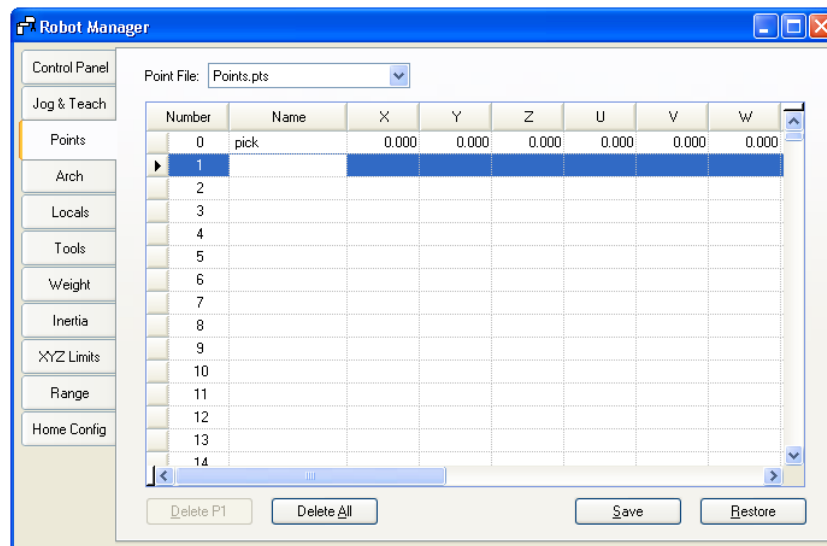 Robot Manager
Control Panel
Jog & Teach
Points
Arch
Locals
Tools
Weight
Inertia
XYZ Limits
Range
Home Config
Point File: Points.pts
Number Name X Y Z U V W
0 pick 0.000 0.000 0.000 0.000 0.000 0.000
1
2
3
4
5
6
7
8
9
10
11
12
13
14
Delete P1 Delete All Save Restore